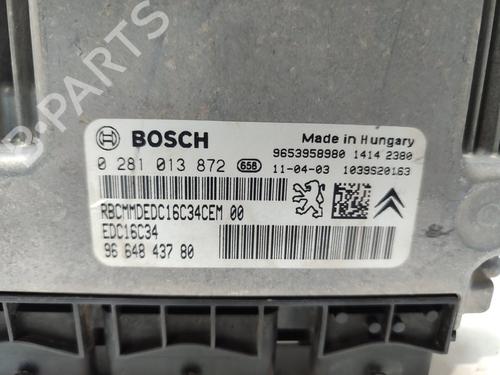 B-PARTS
BOSCH
Made in Hungary
9653958980 1414 2380
0 281 013 872 658 11-04-03 1039S20163
RBCMMDEDC16C34CEM 00
EDC16C34
96 648 437 80